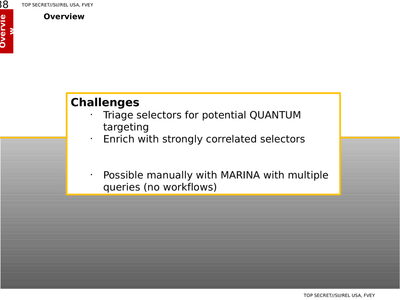 38
TOP SECRET//SI//REL USA, FVEY
Overview
Overvie
w
Challenges
· Triage selectors for potential QUANTUM
targeting
· Enrich with strongly correlated selectors
· Possible manually with MARINA with multiple
queries (no workflows)
TOP SECRET//SI//REL USA, FVEY